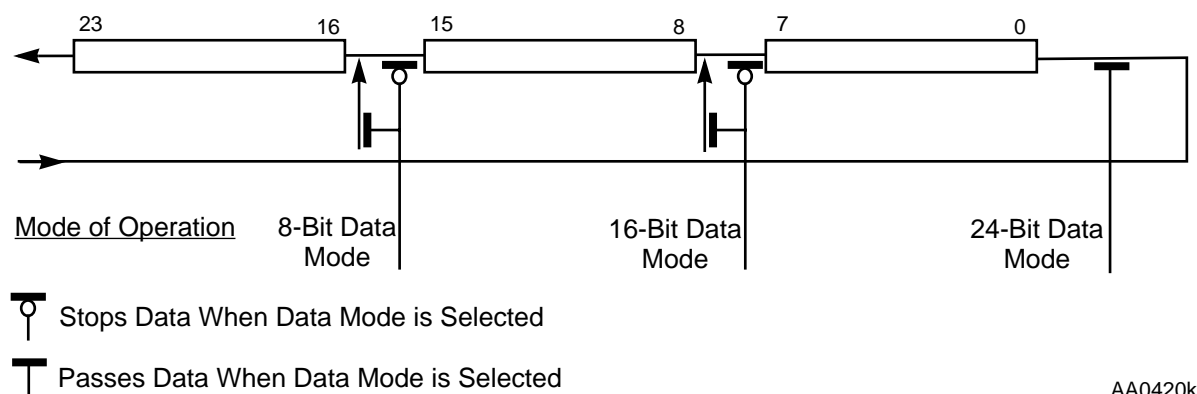 23 16 15 8 7 0
Mode of Operation 8-Bit Data 16-Bit Data 24-Bit Data
Mode Mode Mode
Stops Data When Data Mode is Selected
Passes Data When Data Mode is Selected
AA0420k